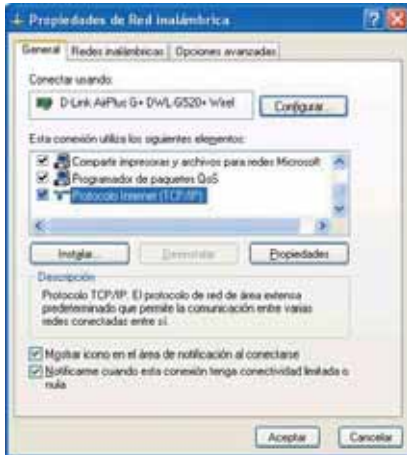 Propiedades de Red inalámbrica
General Redes inalámbricas Opciones avanzadas
Conectar usando:
D-Link AirPlus G+ DWL-G520+ Wirel
Configurar...
Esta conexión utiliza los siguientes elementos:
Compartir impresoras y archivos para redes Microsoft
Programador de paquetes QoS
Protocolo Internet (TCP/IP)
Instalar... Desinstalar Propiedades
Descripción
Protocolo TCP/IP. El protocolo de red de área extensa
predeterminado que permite la comunicación entre varias
redes conectadas entre sí.
Mostrar icono en el área de notificación al conectarse
Notificarme cuando esta conexión tenga conectividad limitada o
nula
Aceptar Cancelar